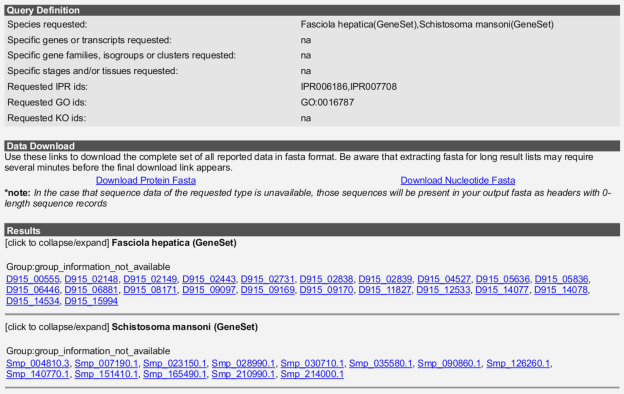 Query Definition
Species requested: Fasciola hepatica(GeneSet),Schistosoma mansoni(GeneSet)
Specific genes or transcripts requested: na
Specific gene families, isogroups or clusters requested: na
Specific stages and/or tissues requested: na
Requested IPR ids: IPR006186,IPR007708
Requested GO ids: GO:0016787
Requested KO ids: na
Data Download
Use these links to download the complete set of all reported data in fasta format. Be aware that extracting fasta for long result lists may require
several minutes before the final download link appears.
Download Protein Fasta Download Nucleotide Fasta
*note: In the case that sequence data of the requested type is unavailable, those sequences will be present in your output fasta as headers with 0-
length sequence records
Results
[click to collapse/expand] Fasciola hepatica (GeneSet)
Group:group_information_not_available
D915_00555, D915_02148, D915_02149, D915_02443, D915_02731, D915_02838, D915_02839, D915_04527, D915_05636, D915_05836,
D915_06446, D915_06881, D915_08171, D915_09097, D915_09169, D915_09170, D915_11827, D915_12533, D915_14077, D915_14078,
D915_14534, D915_15994
[click to collapse/expand] Schistosoma mansoni (GeneSet)
Group:group_information_not_available
Smp_004810.3, Smp_007190.1, Smp_023150.1, Smp_028990.1, Smp_030710.1, Smp_035580.1, Smp_090860.1, Smp_126260.1,
Smp_140770.1, Smp_151410.1, Smp_165490.1, Smp_210990.1, Smp_214000.1